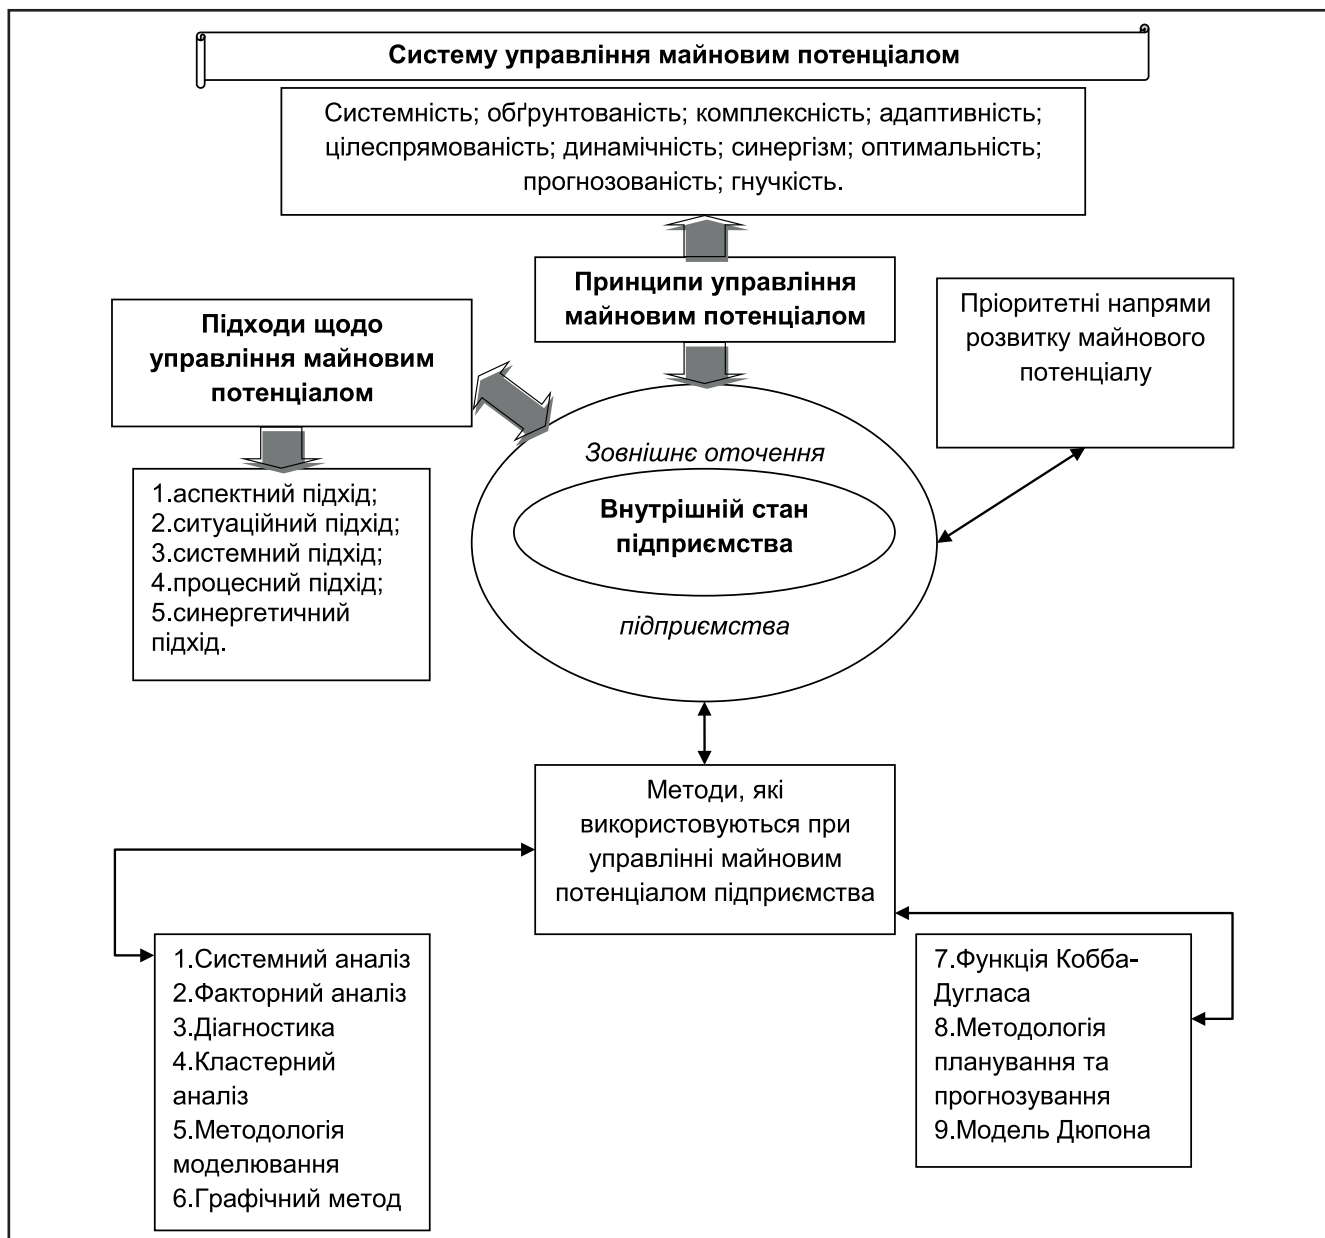 Систему управління майновим потенціалом
Системність; обґрунтованість; комплексність; адаптивність;
цілеспрямованість; динамічність; синергізм; оптимальність;
прогнозованість; гнучкість.
Принципи управління
майновим потенціалом
Підходи щодо
управління майновим
потенціалом
Пріоритетні напрями
розвитку майнового
потенціалу
1.аспектний підхід;
2.ситуаційний підхід;
3.системний підхід;
4.процесний підхід;
5.синергетичний
підхід.
Зовнішнє оточення
Внутрішній стан
підприємства
підприємства
Методи, які
використовуються при
управлінні майновим
потенціалом підприємства
1.Системний аналіз
2.Факторний аналіз
3.Діагностика
4.Кластерний
аналіз
5.Методологія
моделювання
6.Графічний метод
7.Функція Кобба-
Дугласа
8.Методологія
планування та
прогнозування
9.Модель Дюпона